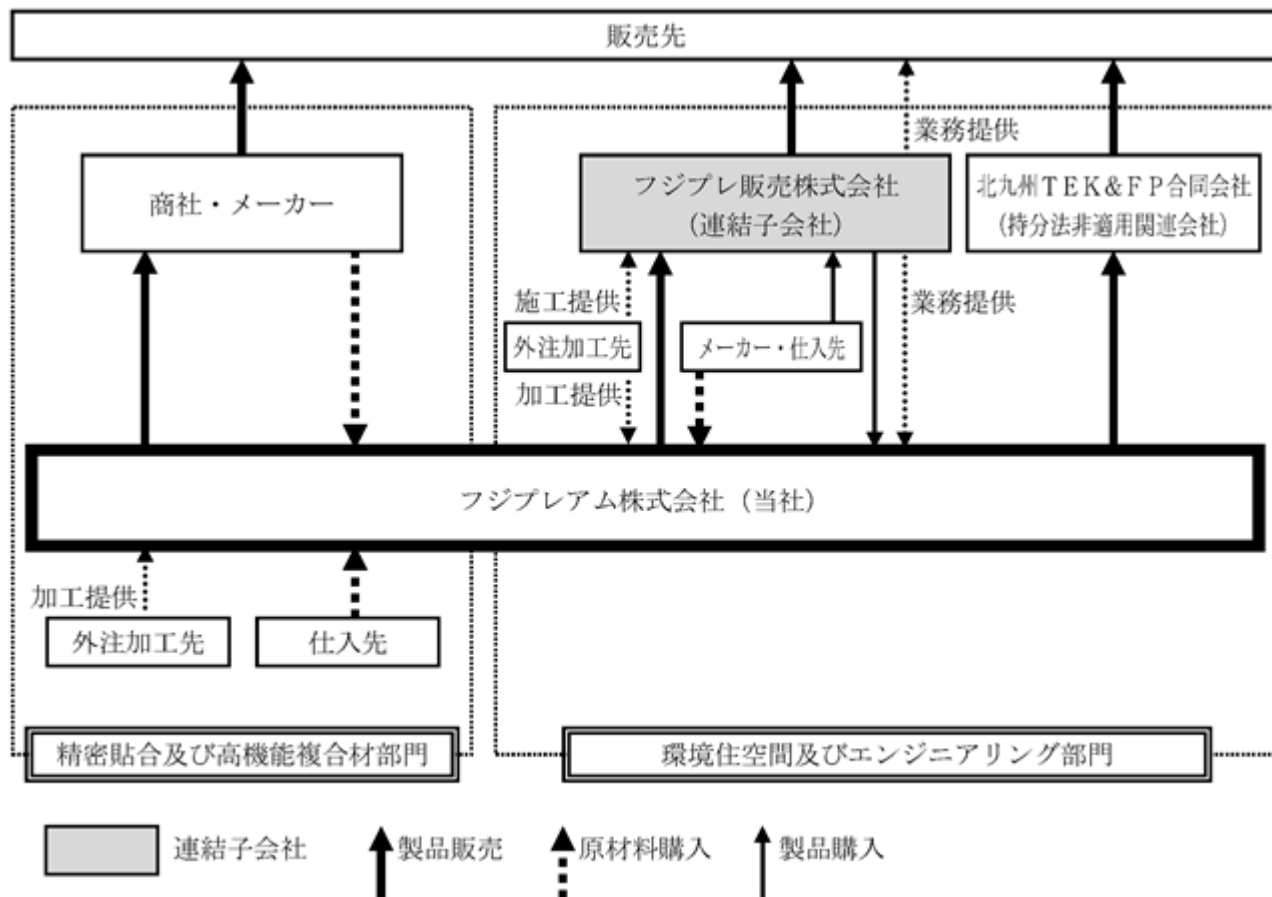 販売先
業務提供
商社・メーカー
フジプレ販売株式会社
(連結子会社)
北九州ＴＥＫ＆ＦＰ合同会社
(持分法非適用関連会社)
施工提供
業務提供
外注加工先
メーカー・仕入先
加工提供
フジプレアム株式会社 (当社)
加工提供
外注加工先
仕入先
精密貼合及び高機能複合材部門
環境住空間及びエンジニアリング部門
連結子会社
製品販売
原材料購入
製品購入